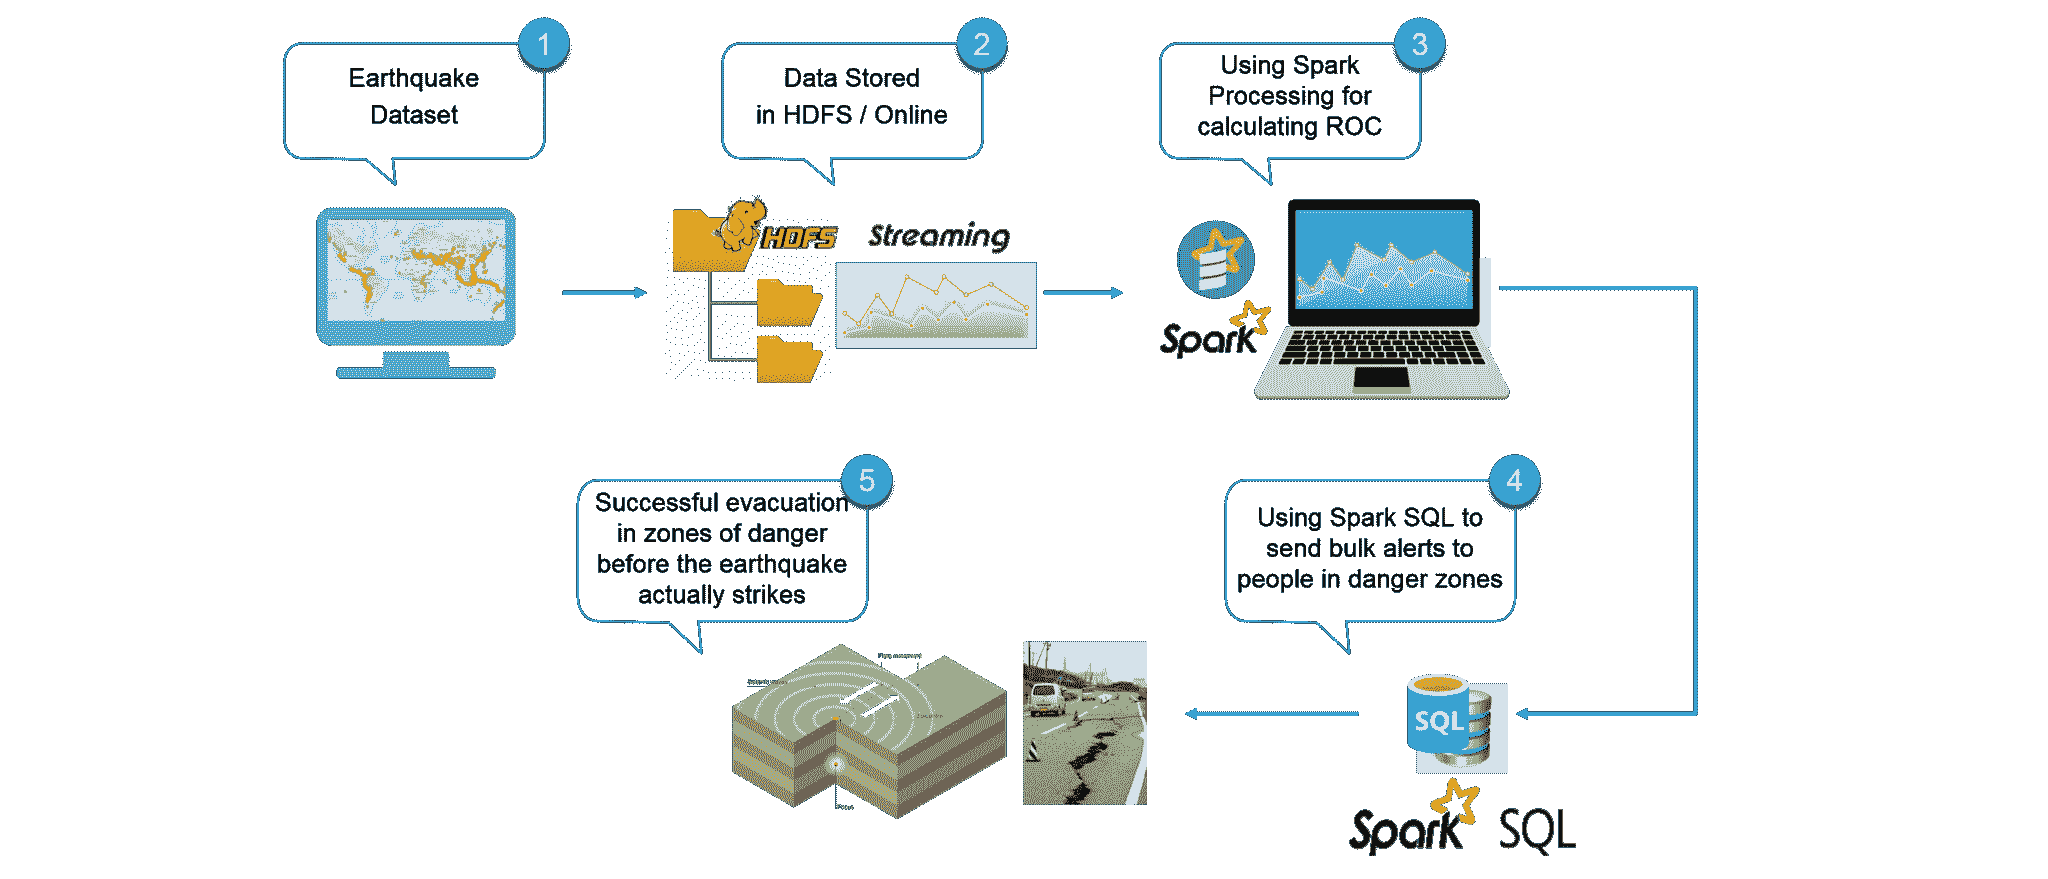 1
Earthquake
Dataset
2
Data Stored
in HDFS / Online
3
Using Spark
Processing for
calculating ROC
HDFS
Streaming
Spark
5
Successful evacuation
in zones of danger
before the earthquake
actually strikes
4
Using Spark SQL to
send bulk alerts to
people in danger zones
Focus
SQL
Spark SQL